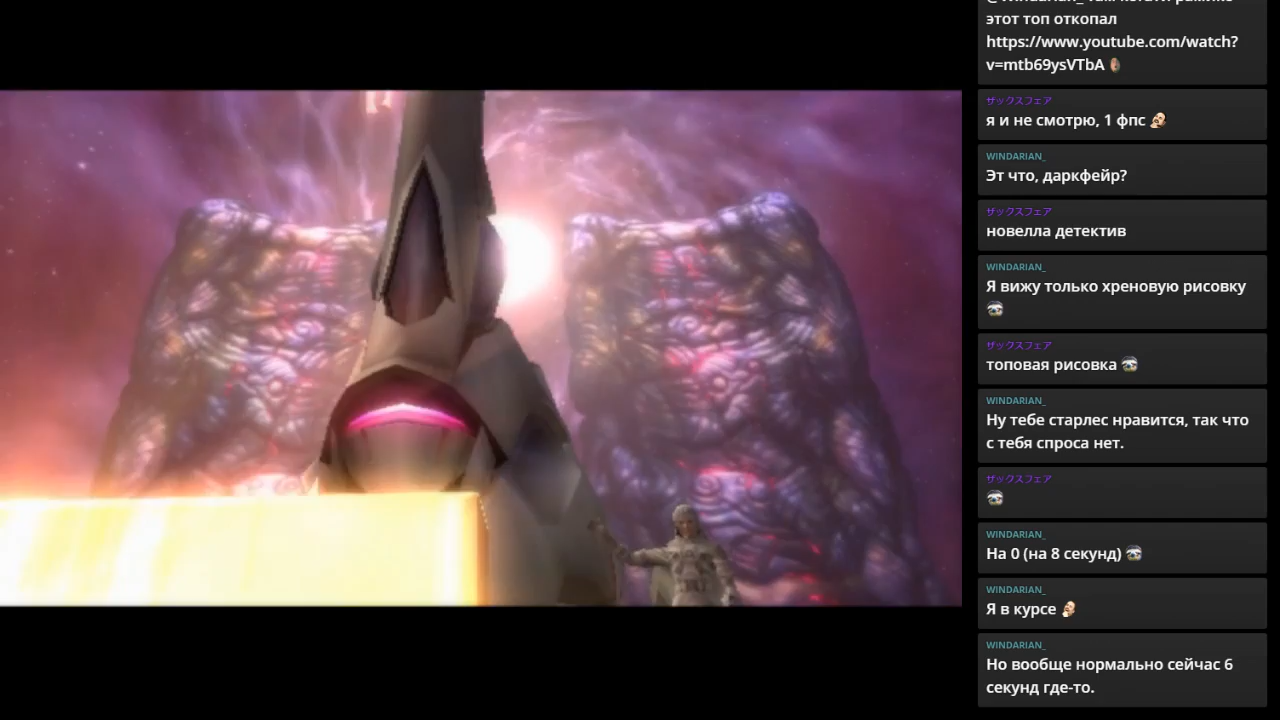 этот топ откопал
https://www.youtube.com/watch?
v=mtb69ysVTbA
ザックスフェア
я и не смотрю, 1 фпс
WINDARIAN_
Эт что, даркфейр?
ザックスフェア
новелла детектив
WINDARIAN_
Я вижу только хреновую рисовку
ザックスフェア
топовая рисовка
WINDARIAN_
Ну тебе старлес нравится, так что
с тебя спроса нет.
ザックスフェア
WINDARIAN_
На 0 (на 8 секунд)
WINDARIAN_
Я в курсе
WINDARIAN_
Но вообще нормально сейчас 6
секунд где-то.